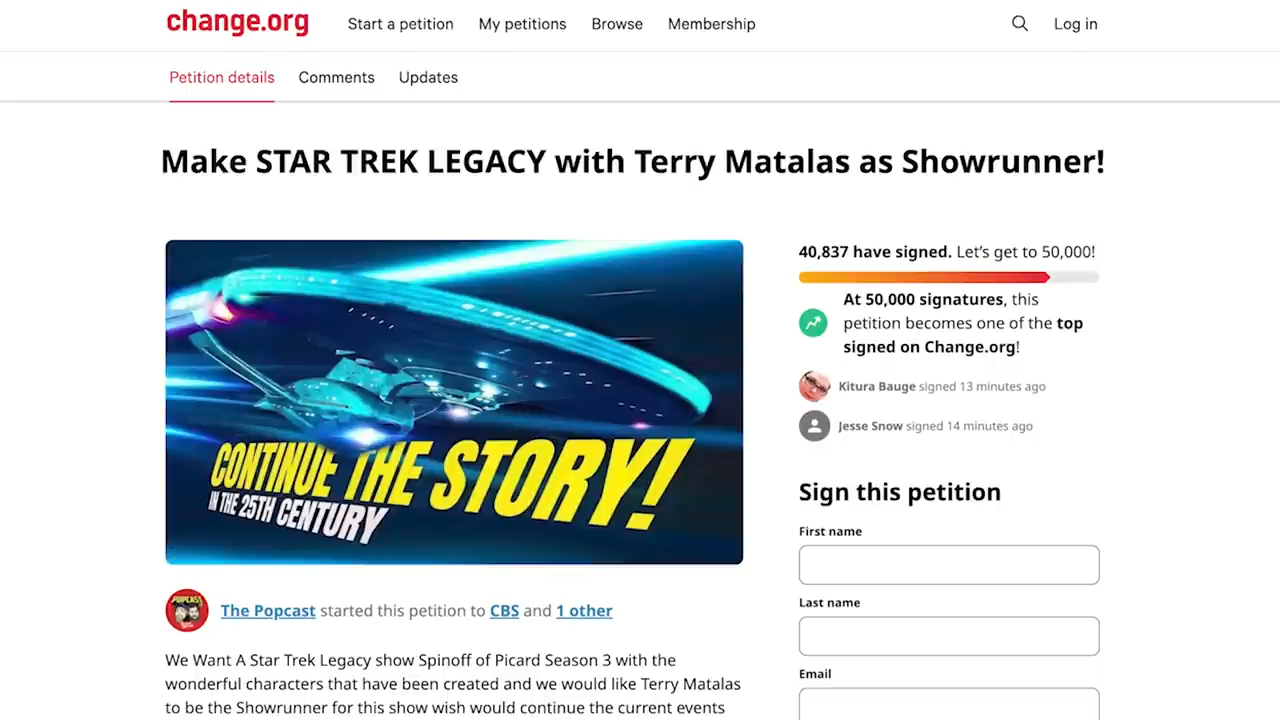 change.org
Start a petition
My petitions
Browse
Membership
Log in
Petition details
Comments
Updates
Make STAR TREK LEGACY with Terry Matalas as Showrunner!
CONTINUE THE STORY!
IN THE 25TH CENTURY
POPCAST
The Popcast started this petition to CBS and 1 other
We Want A Star Trek Legacy show Spinoff of Picard Season 3 with the
wonderful characters that have been created and we would like Terry Matalas
to be the Showrunner for this show wish would continue the current events
40,837 have signed. Let's get to 50,000!
At 50,000 signatures, this
petition becomes one of the top
signed on Change.org!
Kitura Bauge signed 13 minutes ago
Jesse Snow signed 14 minutes ago
Sign this petition
First name
Last name
Email